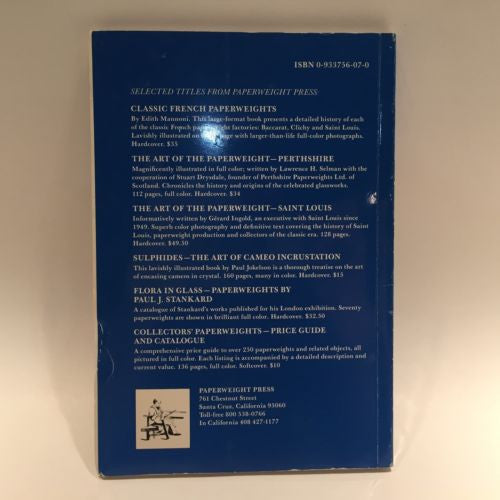 ISBN 0-933756-07-0
SELECTED TITLES FROM PAPERWEIGHT PRESS:
CLASSIC FRENCH PAPERWEIGHTS
By Edith Mannoni. This large-format book presents a detailed history of each
of the classic French paperweight factories: Baccarat, Clichy and Saint Louis.
Lavishly illustrated on page with larger-than-life full-color photographs.
Hardcover. $35
THE ART OF THE PAPERWEIGHT—PERTHSHIRE
Magnificently illustrated in full color; written by Lawrence H. Selman with the
cooperation of Stuart Drysdale, founder of Perthshire Paperweights Ltd. of
Scotland. Chronicles the history and origins of the celebrated glassworks.
112 pages, full color. Hardcover. $34
THE ART OF THE PAPERWEIGHT—SAINT LOUIS
Informatively written by Gérard Ingold, an executive with Saint Louis since
1949. Superb color photography and definitive text covering the history of Saint
Louis, paperweight production and collectors of the classic era. 128 pages.
Hardcover. $49.50
SULPHIDES—THE ART OF CAMEO INCRUSTATION
This lavishly illustrated book by Paul Jokelson is a thorough treatise on the art
of encasing cameos in crystal. 160 pages, many in color. Hardcover. $15
FLORA IN GLASS—PAPERWEIGHTS BY
PAUL J. STANKARD
A catalogue of Stankard's works published for his London exhibition. Seventy
paperweights are shown in brilliant full color. Hardcover. $32.50
COLLECTORS' PAPERWEIGHTS—PRICE GUIDE
AND CATALOGUE
A comprehensive price guide to over 250 paperweights and related objects, all
pictured in full color. Each listing is accompanied by a detailed description and
current value. 136 pages, full color. Softcover. $10
PAPERWEIGHT PRESS
761 Chestnut Street
Santa Cruz, California 95060
Toll-free 800 538-0766
In California 408 427-1177